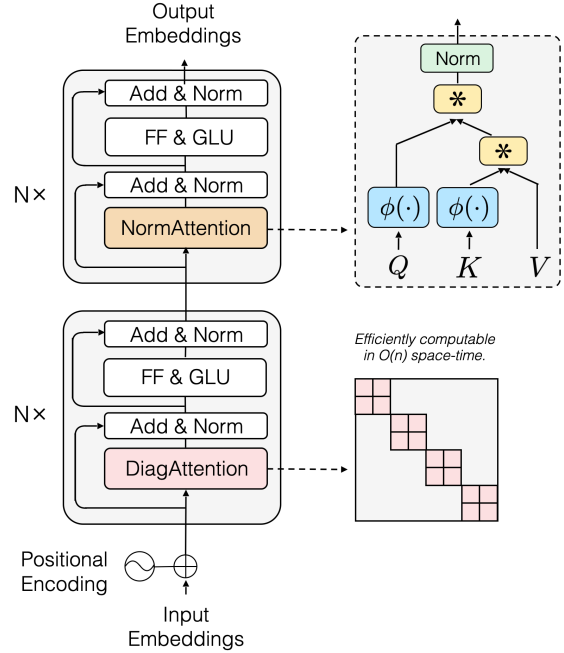 Output
Embeddings
Add & Norm
FF & GLU
Add & Norm
NormAttention
N×
Norm
*
*
ϕ(·)
ϕ(·)
Q
K
V
Add & Norm
FF & GLU
Add & Norm
DiagAttention
N×
Efficiently computable
in O(n) space-time.
Positional
Encoding
Input
Embeddings